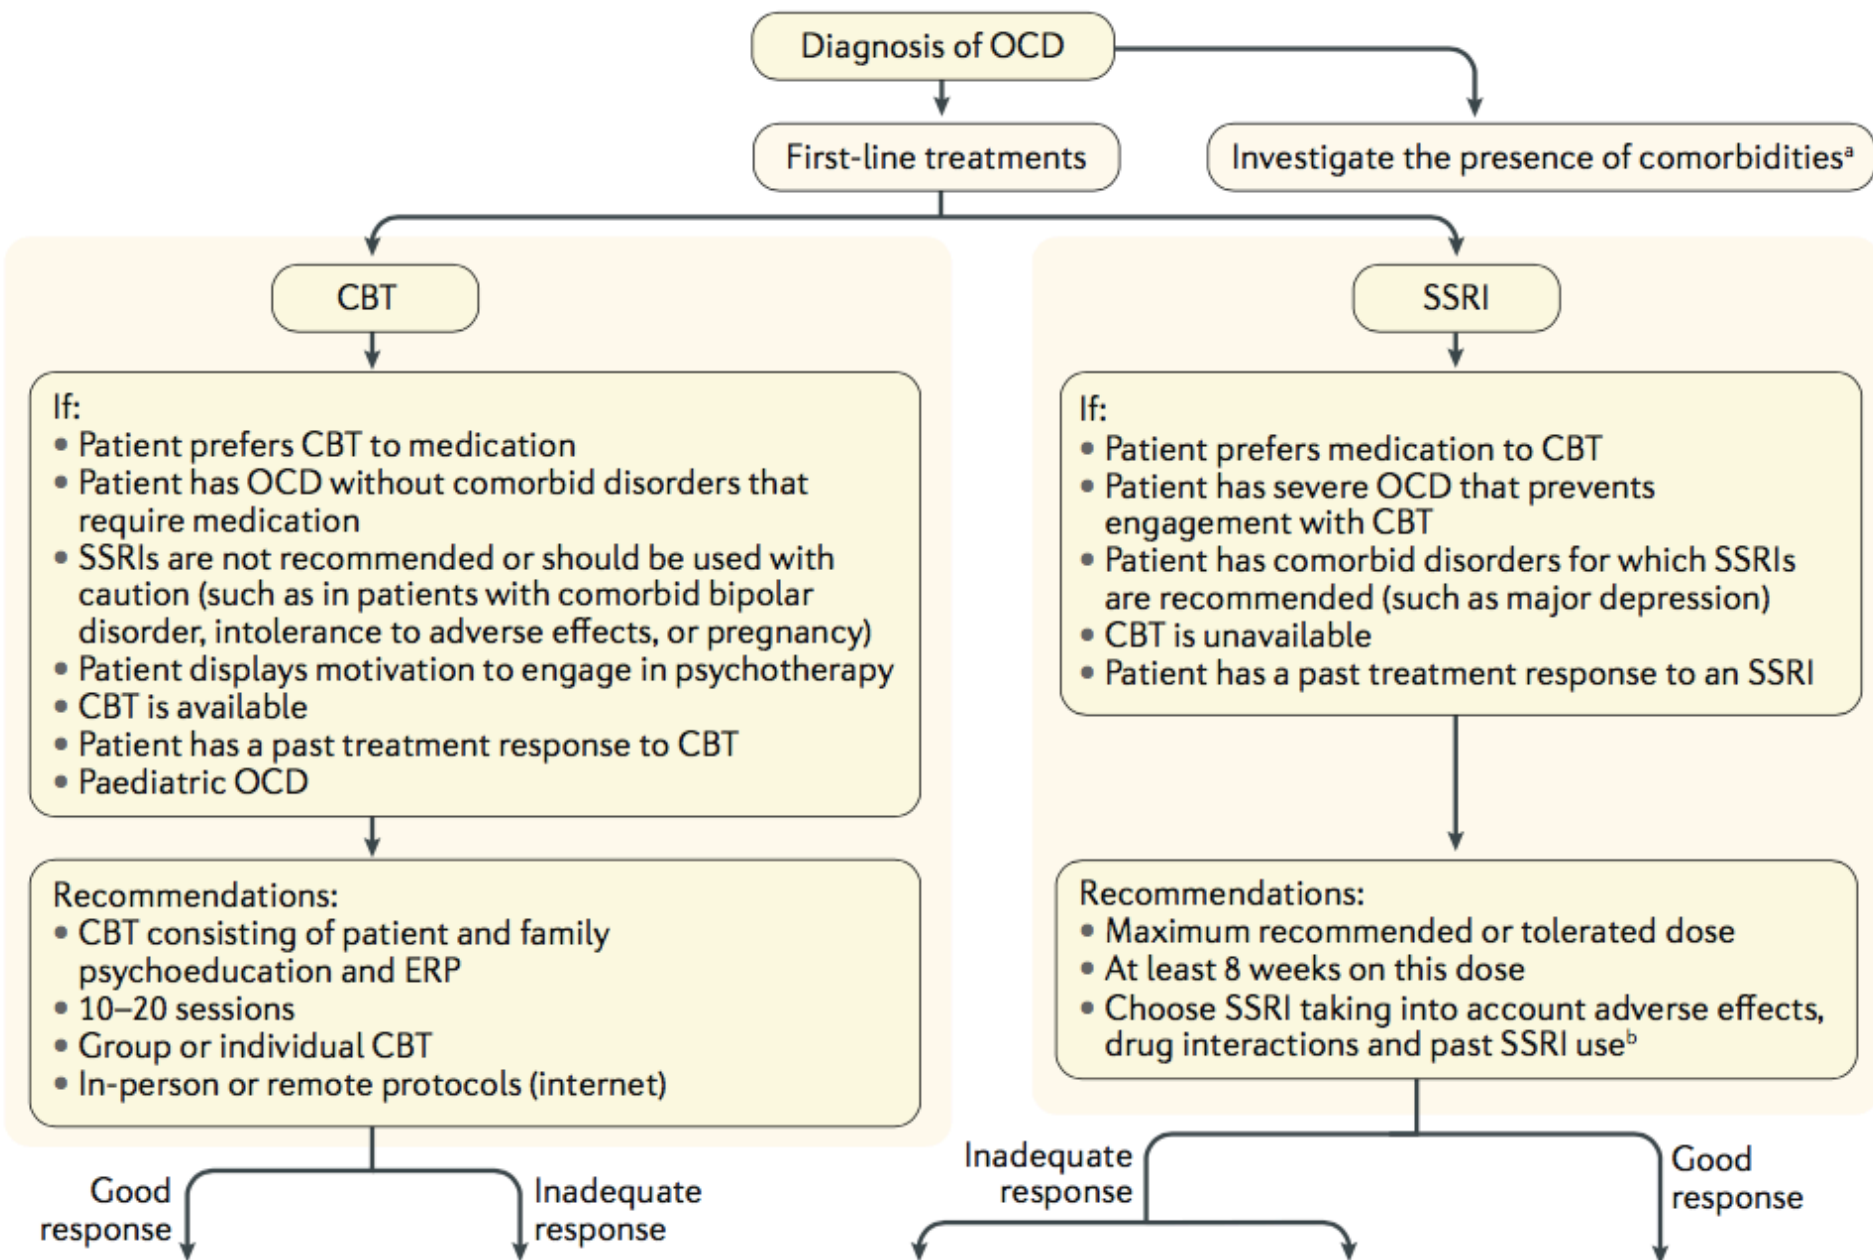 Diagnosis of OCD
First-line treatments
Investigate the presence of comorbiditiesᵃ
CBT
If:
• Patient prefers CBT to medication
• Patient has OCD without comorbid disorders that
require medication
• SSRIs are not recommended or should be used with
caution (such as in patients with comorbid bipolar
disorder, intolerance to adverse effects, or pregnancy)
• Patient displays motivation to engage in psychotherapy
• CBT is available
• Patient has a past treatment response to CBT
• Paediatric OCD
Recommendations:
• CBT consisting of patient and family
psychoeducation and ERP
• 10–20 sessions
• Group or individual CBT
• In-person or remote protocols (internet)
Good
response
Inadequate
response
SSRI
If:
• Patient prefers medication to CBT
• Patient has severe OCD that prevents
engagement with CBT
• Patient has comorbid disorders for which SSRIs
are recommended (such as major depression)
• CBT is unavailable
• Patient has a past treatment response to an SSRI
Recommendations:
• Maximum recommended or tolerated dose
• At least 8 weeks on this dose
• Choose SSRI taking into account adverse effects,
drug interactions and past SSRI useᵇ
Inadequate
response
Good
response